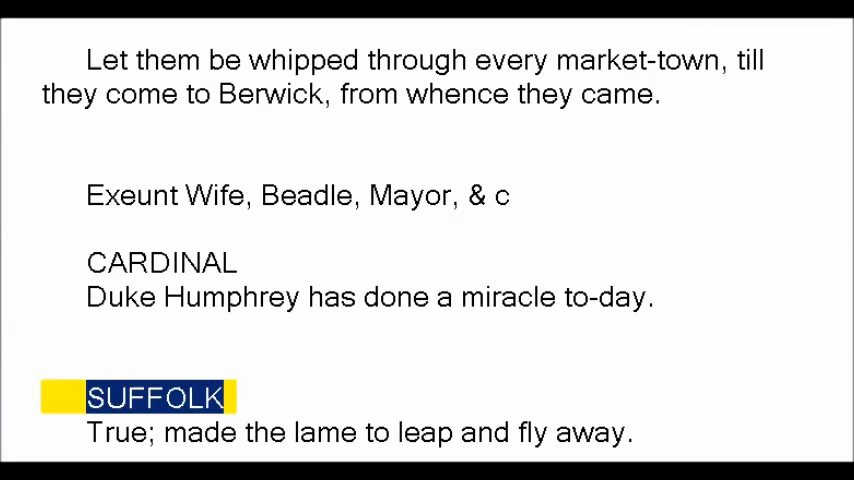 Let them be whipped through every market-town, till
they come to Berwick, from whence they came.
Exeunt Wife, Beadle, Mayor, & c
CARDINAL
Duke Humphrey has done a miracle to-day.
SUFFOLK
True; made the lame to leap and fly away.